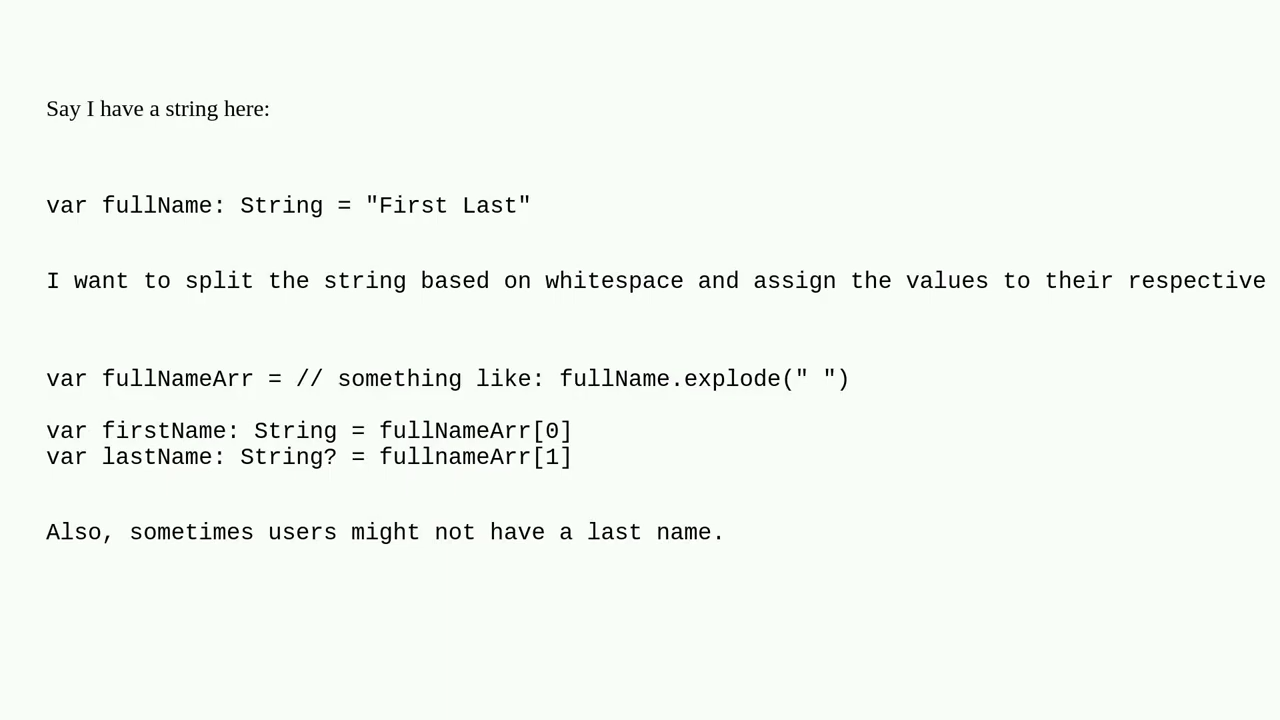 Say I have a string here:
var fullName: String = "First Last"
I want to split the string based on whitespace and assign the values to their respective
var fullNameArr = // something like: fullName.explode(" ")
var firstName: String = fullNameArr[0]
var lastName: String? = fullnameArr[1]
Also, sometimes users might not have a last name.